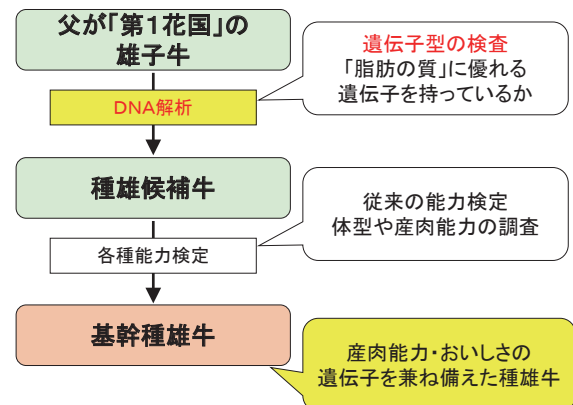 父が「第1花国」の
雄子牛
遺伝子型の検査
「脂肪の質」に優れる
遺伝子を持っているか
DNA解析
種雄候補牛
従来の能力検定
体型や産肉能力の調査
各種能力検定
基幹種雄牛
産肉能力・おいしさの
遺伝子を兼ね備えた種雄牛